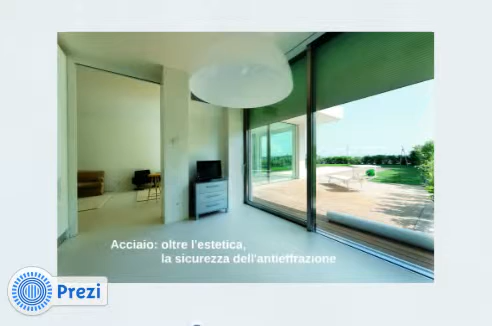 Acciaio: oltre l'estetica,
la sicurezza dell'antieffrazione
Prezi